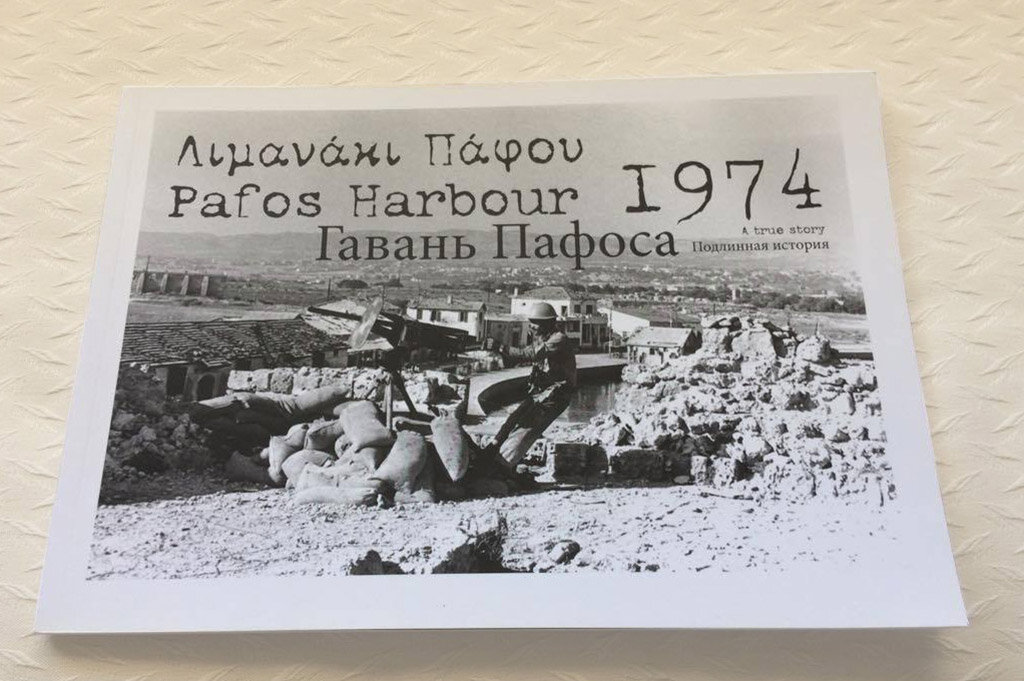 Λιμανάκι Πάφου
Pafos Harbour 1974
Гавань Пафоса
A true story
Подлинная история